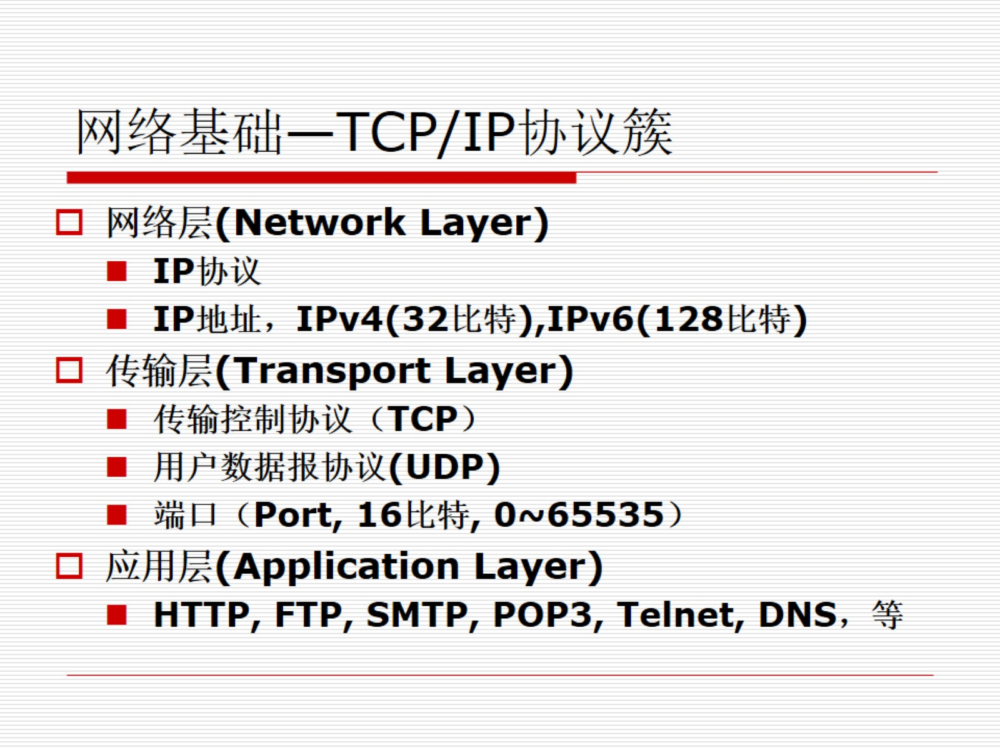 网络基础—TCP/IP协议簇
网络层(Network Layer)
IP协议
IP地址，IPv4(32比特),IPv6(128比特)
传输层(Transport Layer)
传输控制协议（TCP）
用户数据报协议(UDP)
端口（Port, 16比特, 0~65535）
应用层(Application Layer)
HTTP, FTP, SMTP, POP3, Telnet, DNS，等